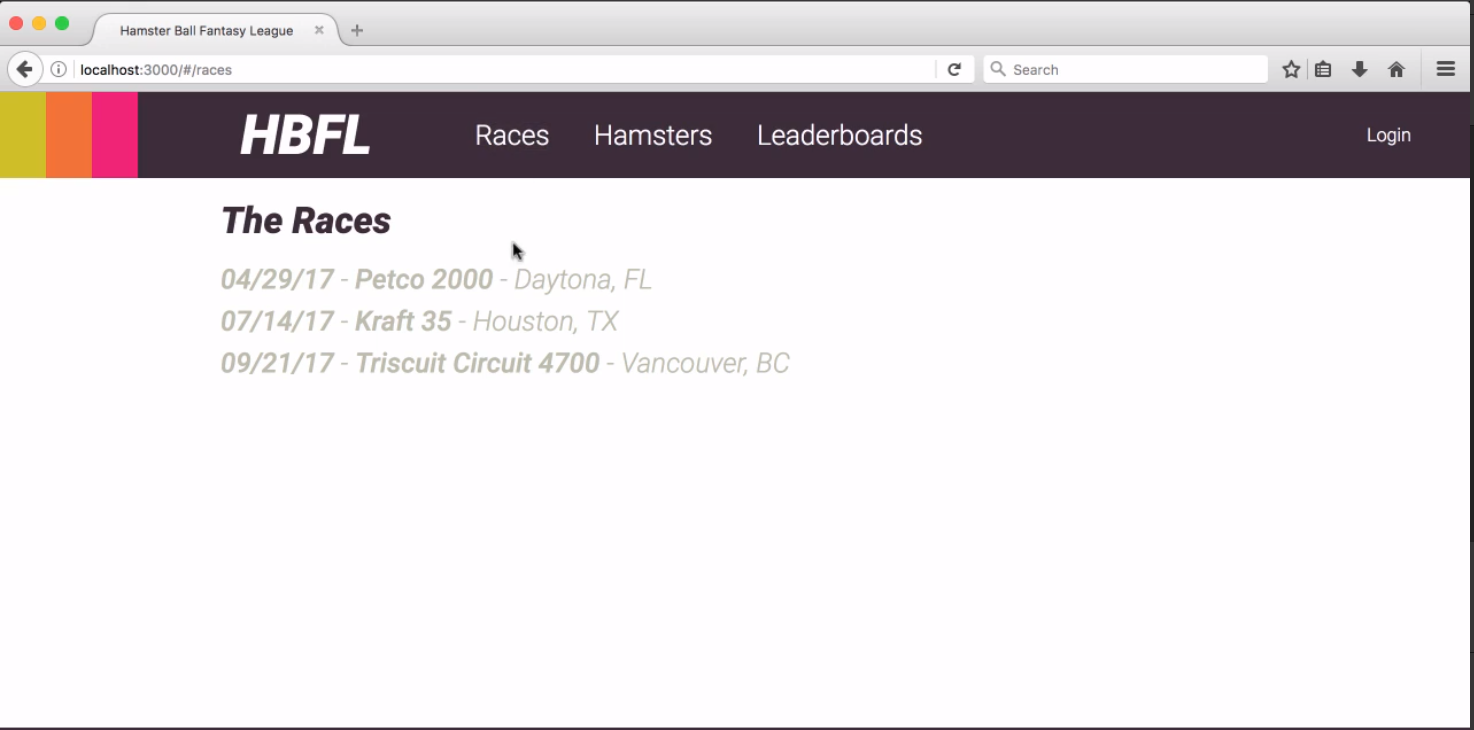 Hamster Ball Fantasy League
localhost:3000/#/races
Search
HBFL Races Hamsters Leaderboards Login
The Races
04/29/17 - Petco 2000 - Daytona, FL
07/14/17 - Kraft 35 - Houston, TX
09/21/17 - Triscuit Circuit 4700 - Vancouver, BC